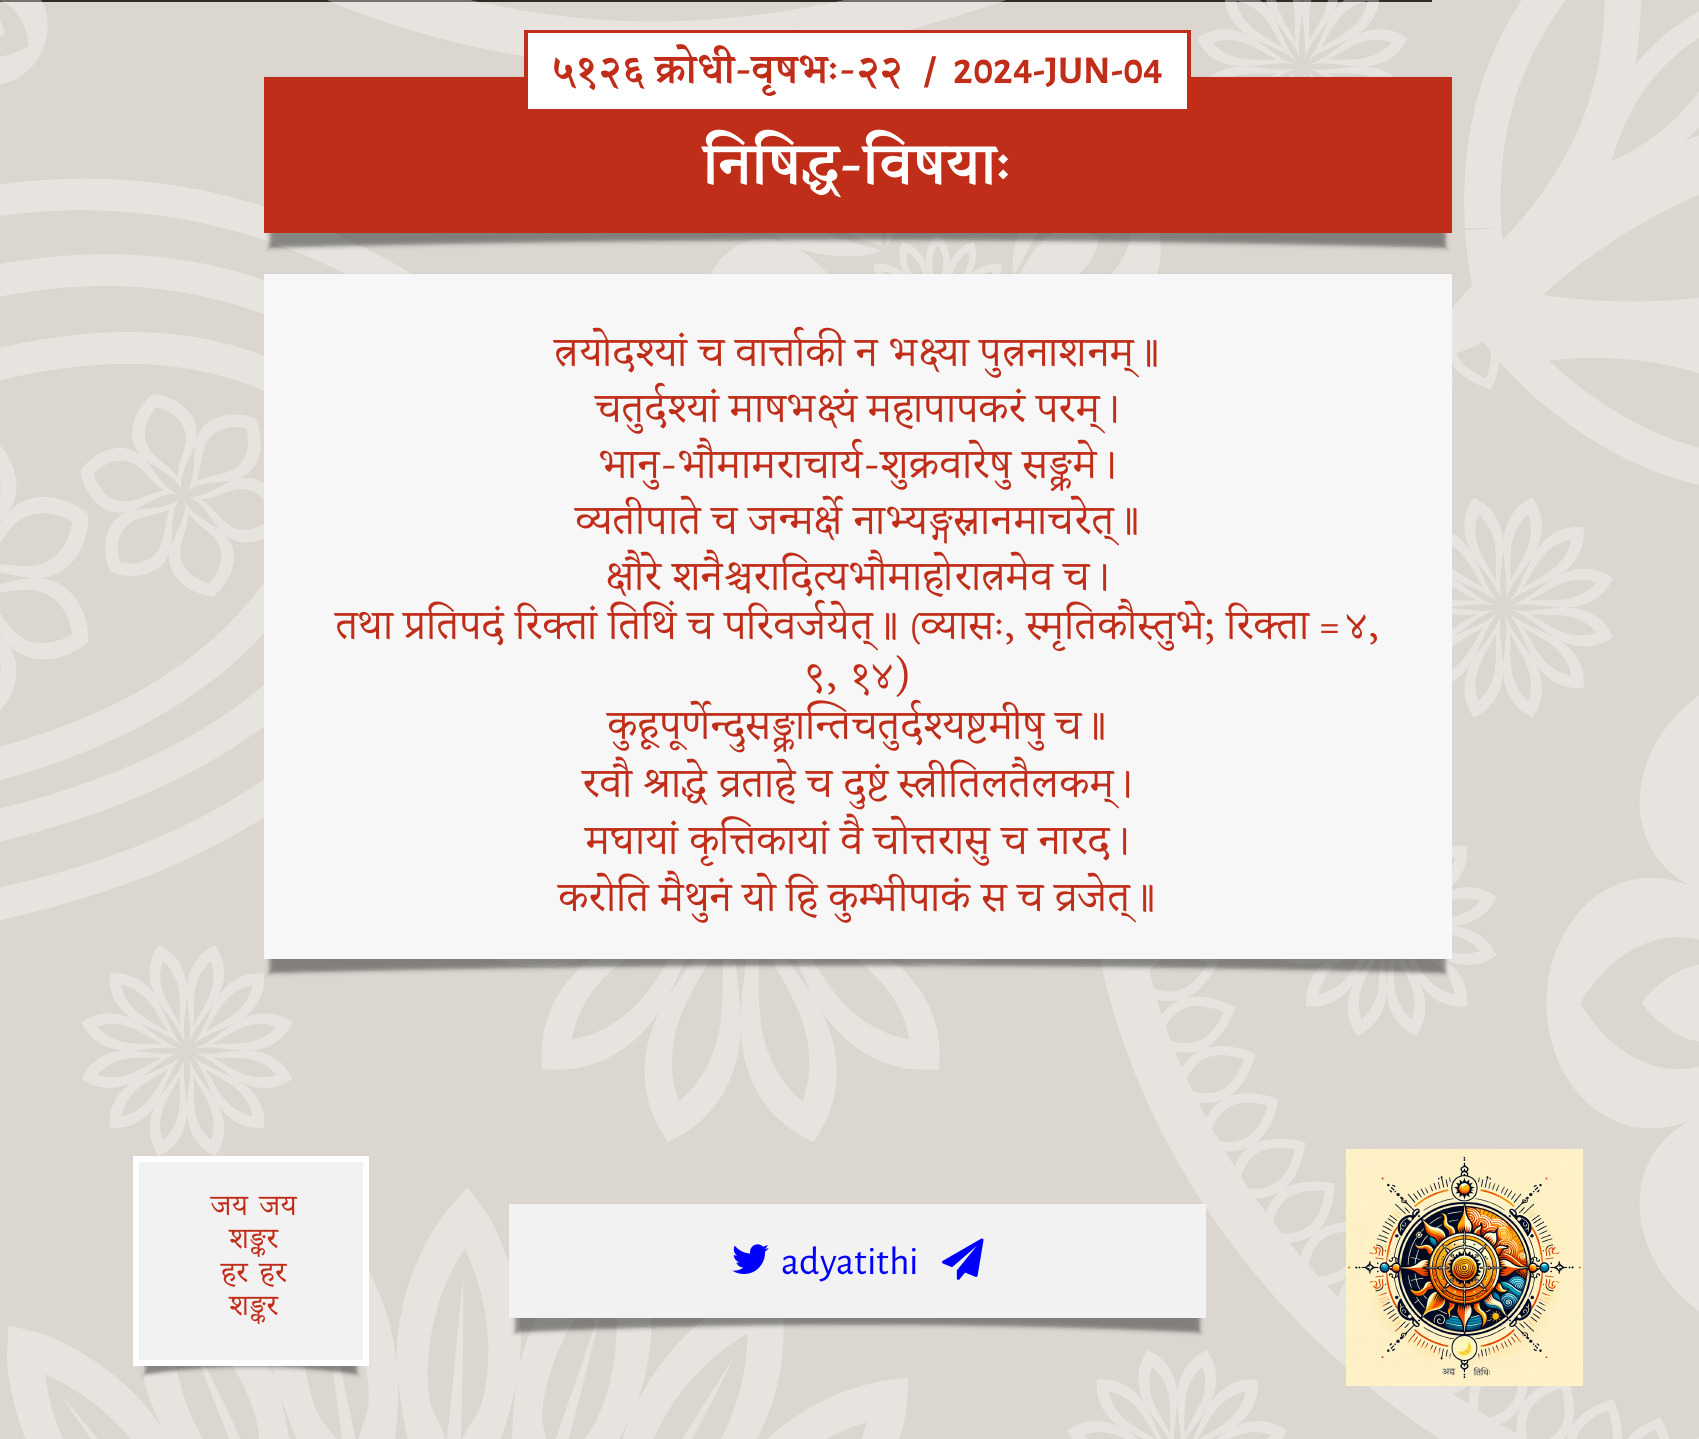 ५१२६ क्रोधी-वृषभः-२२ / 2024-JUN-04
निषिद्ध-विषयाः
त्रयोदश्यां च वार्त्ताकी न भक्ष्या पुत्रनाशनम्॥
चतुर्दश्यां माषभक्ष्यं महापापकरं परम्।
भानु-भौमामराचार्य-शुक्रवारेषु सङ्क्रमे।
व्यतीपाते च जन्मर्क्षे नाभ्यङ्गस्नानमाचरेत्॥
क्षौरे शनैश्चरादित्यभौमाहोरात्रमेव च।
तथा प्रतिपदं रिक्तां तिथिं च परिवर्जयेत्॥ (व्यासः, स्मृतिकौस्तुभे; रिक्ता = ४,
९, १४)
कुहूपूर्णेन्दुसङ्क्रान्तिचतुर्दश्यष्टमीषु च॥
रवौ श्राद्धे व्रताहे च दुष्टं स्त्रीतिलतैलकम्।
मघायां कृत्तिकायां वै चोत्तरासु च नारद।
करोति मैथुनं यो हि कुम्भीपाकं स च व्रजेत्॥
जय जय
शङ्कर
हर हर
शङ्कर
adyatithi
अद्य तिथिः